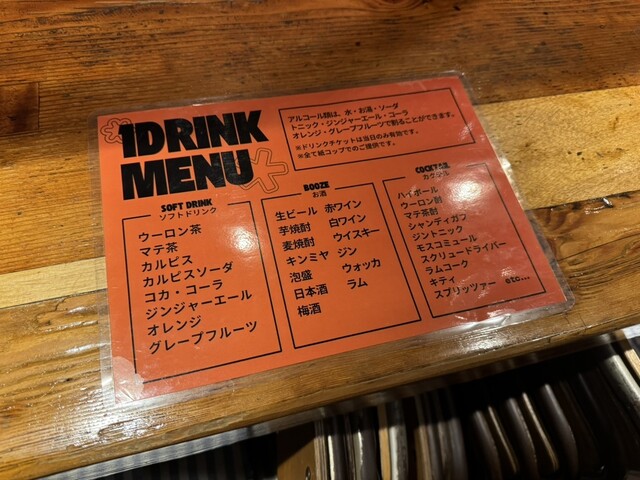 1DRINK
MENU
アルコール類は、水・お湯・ソーダ
トニック・ジンジャーエール・コーラ
オレンジ・グレープフルーツで割ることができます。
※ドリンクチケットは当日のみ有効です。
※全て紙コップでのご提供です。
SOFT DRINK
ソフトドリンク
ウーロン茶
マテ茶
カルピス
カルピスソーダ
コカ・コーラ
ジンジャーエール
オレンジ
グレープフルーツ
BOOZE
お酒
生ビール 赤ワイン
芋焼酎 白ワイン
麦焼酎 ウイスキー
キンミヤ ジン
泡盛 ウォッカ
日本酒 ラム
梅酒
COCKTAIL
カクテル
ハイボール
ウーロン酎
マテ茶酎
シャンディガフ
ジントニック
モスコミュール
スクリュードライバー
ラムコーク
キティ
スプリッツァー etc...